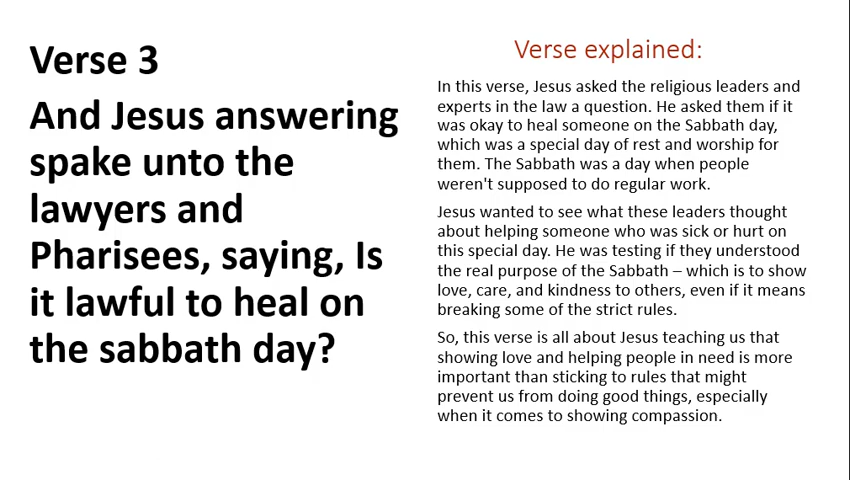 Verse 3
And Jesus answering
spake unto the
lawyers and
Pharisees, saying, Is
it lawful to heal on
the sabbath day?
Verse explained:
In this verse, Jesus asked the religious leaders and
experts in the law a question. He asked them if it
was okay to heal someone on the Sabbath day,
which was a special day of rest and worship for
them. The Sabbath was a day when people
weren't supposed to do regular work.
Jesus wanted to see what these leaders thought
about helping someone who was sick or hurt on
this special day. He was testing if they understood
the real purpose of the Sabbath – which is to show
love, care, and kindness to others, even if it means
breaking some of the strict rules.
So, this verse is all about Jesus teaching us that
showing love and helping people in need is more
important than sticking to rules that might
prevent us from doing good things, especially
when it comes to showing compassion.